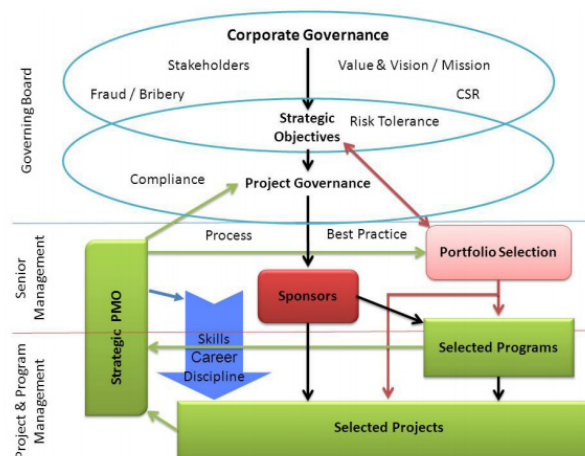 Corporate Governance
Stakeholders
Value & Vision / Mission
Fraud / Bribery
CSR
Strategic
Objectives
Risk Tolerance
Compliance
Project Governance
Governing Board
Process
Best Practice
Portfolio Selection
Senior
Management
Sponsors
Strategic PMO
Skills
Career
Discipline
Selected Programs
Project & Program
Management
Selected Projects